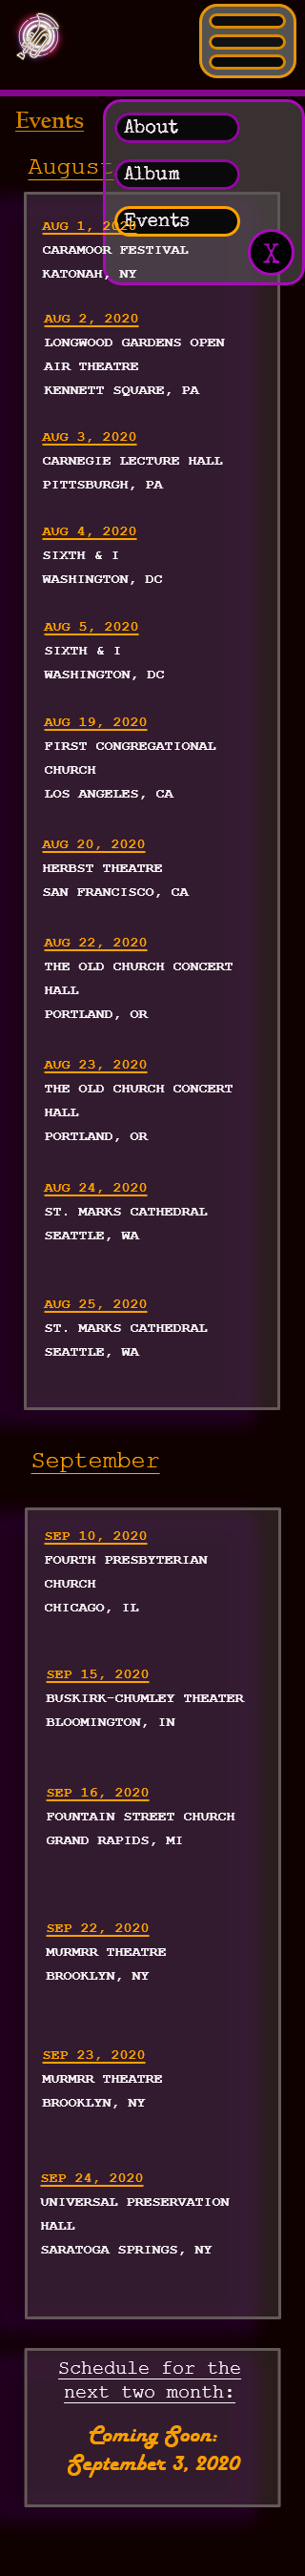 About
Album
Events
X
Events
August
AUG 1, 2020
CARAMOOR FESTIVAL
KATONAH, NY
AUG 2, 2020
LONGWOOD GARDENS OPEN
AIR THEATRE
KENNETT SQUARE, PA
AUG 3, 2020
CARNEGIE LECTURE HALL
PITTSBURGH, PA
AUG 4, 2020
SIXTH & I
WASHINGTON, DC
AUG 5, 2020
SIXTH & I
WASHINGTON, DC
AUG 19, 2020
FIRST CONGREGATIONAL
CHURCH
LOS ANGELES, CA
AUG 20, 2020
HERBST THEATRE
SAN FRANCISCO, CA
AUG 22, 2020
THE OLD CHURCH CONCERT
HALL
PORTLAND, OR
AUG 23, 2020
THE OLD CHURCH CONCERT
HALL
PORTLAND, OR
AUG 24, 2020
ST. MARKS CATHEDRAL
SEATTLE, WA
AUG 25, 2020
ST. MARKS CATHEDRAL
SEATTLE, WA
September
SEP 10, 2020
FOURTH PRESBYTERIAN
CHURCH
CHICAGO, IL
SEP 15, 2020
BUSKIRK-CHUMLEY THEATER
BLOOMINGTON, IN
SEP 16, 2020
FOUNTAIN STREET CHURCH
GRAND RAPIDS, MI
SEP 22, 2020
MURMRR THEATRE
BROOKLYN, NY
SEP 23, 2020
MURMRR THEATRE
BROOKLYN, NY
SEP 24, 2020
UNIVERSAL PRESERVATION
HALL
SARATOGA SPRINGS, NY
Schedule for the
next two month:
Coming Soon:
September 3, 2020